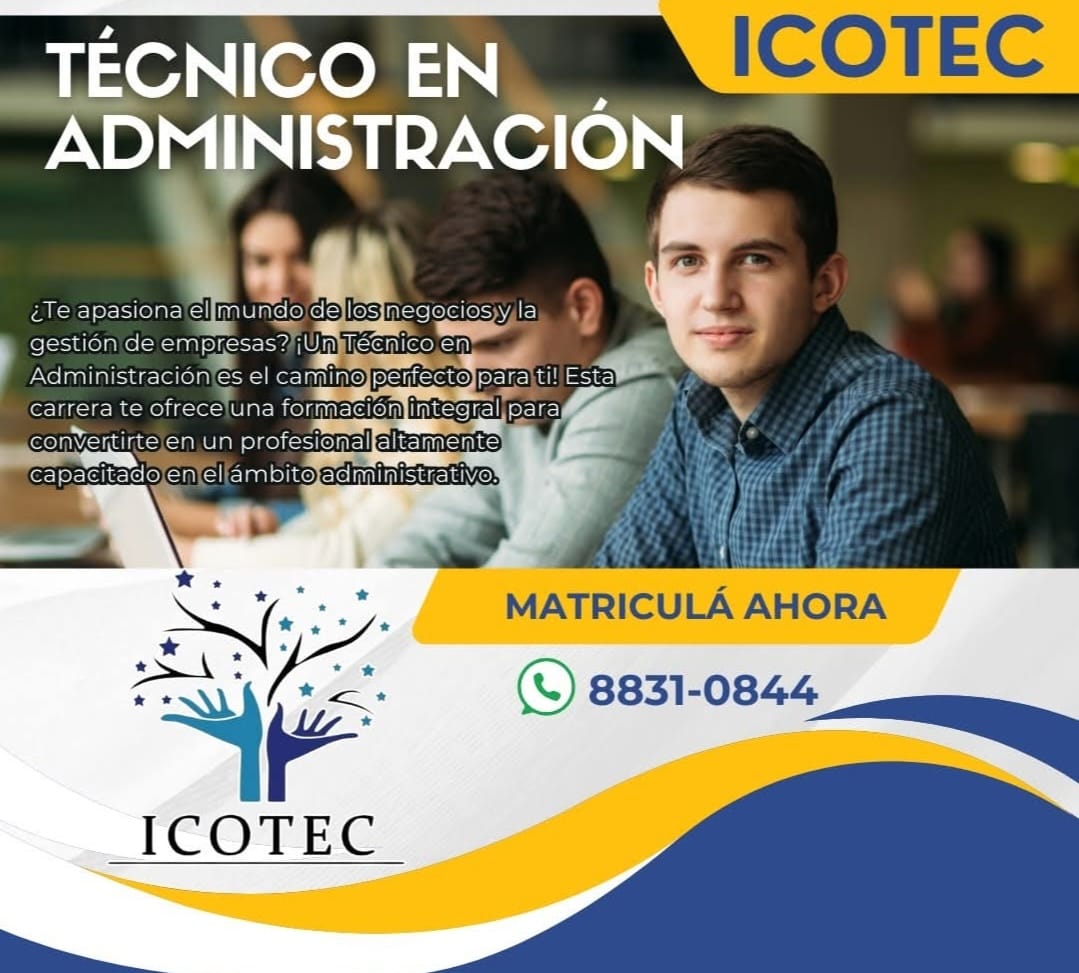 ICOTEC
TÉCNICO EN
ADMINISTRACIÓN
¿Te apasiona el mundo de los negocios y la
gestión de empresas? ¡Un Técnico en
Administración es el camino perfecto para ti! Esta
carrera te ofrece una formación integral para
convertirte en un profesional altamente
capacitado en el ámbito administrativo.
MATRICULÁ AHORA
8831-0844
ICOTEC